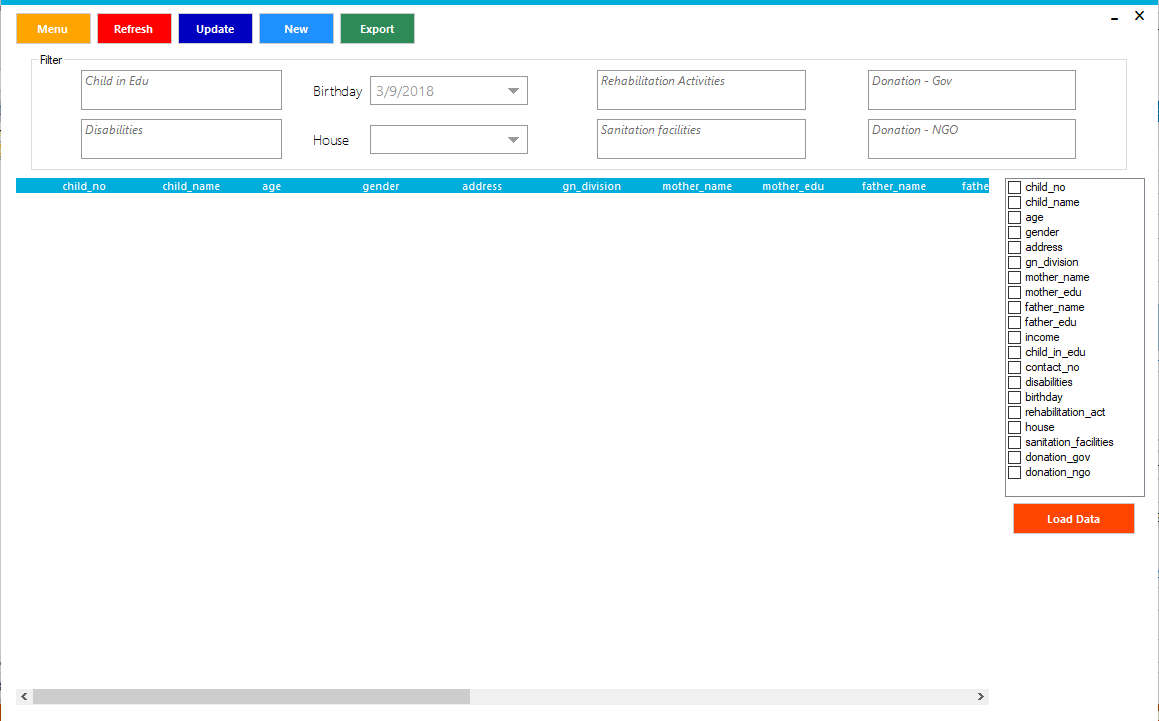 Menu Refresh Update New Export
Filter
Child in Edu Birthday 3/9/2018 Rehabilitation Activities Donation - Gov
Disabilities House Sanitation facilities Donation - NGO
child_no child_name age gender address gn_division mother_name mother_edu father_name fathe
child_no
child_name
age
gender
address
gn_division
mother_name
mother_edu
father_name
father_edu
income
child_in_edu
contact_no
disabilities
birthday
rehabilitation_act
house
sanitation_facilities
donation_gov
donation_ngo
Load Data